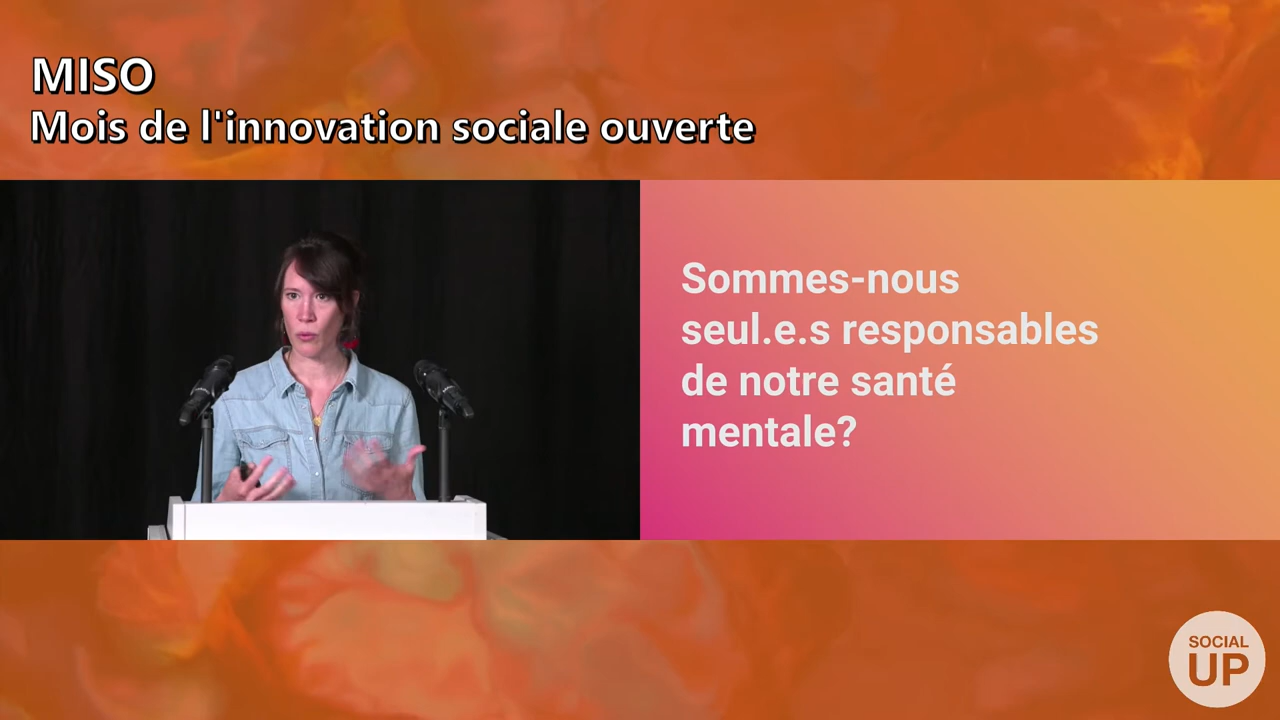 MISO
Mois de l'innovation sociale ouverte
Sommes-nous
seul.e.s responsables
de notre santé
mentale?
SOCIAL
UP